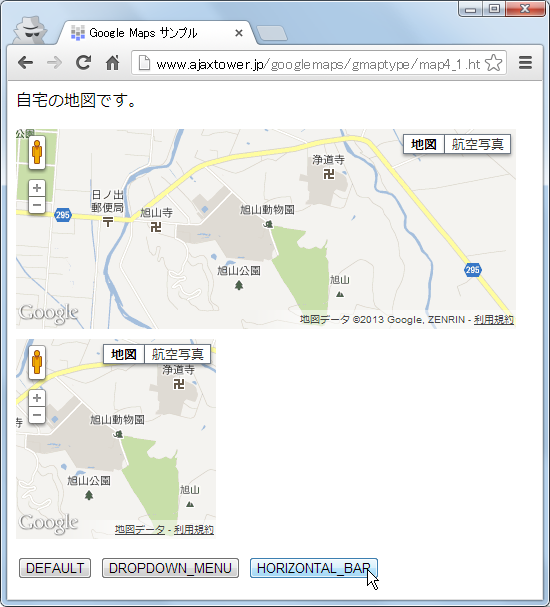 Google Maps サンプル
www.ajaxtower.jp/googlemaps/gmaptype/map4_1.ht
自宅の地図です。
公園
地図 航空写真
浄道寺
日ノ出
郵便局
旭山寺
旭山動物園
295
295
旭山公園
旭山
Google
地図データ ©2013 Google, ZENRIN - 利用規約
地図 航空写真
浄道寺
旭山動物園
旭山公園
旭山
Google
地図データ - 利用規約
DEFAULT DROPDOWN_MENU HORIZONTAL_BAR